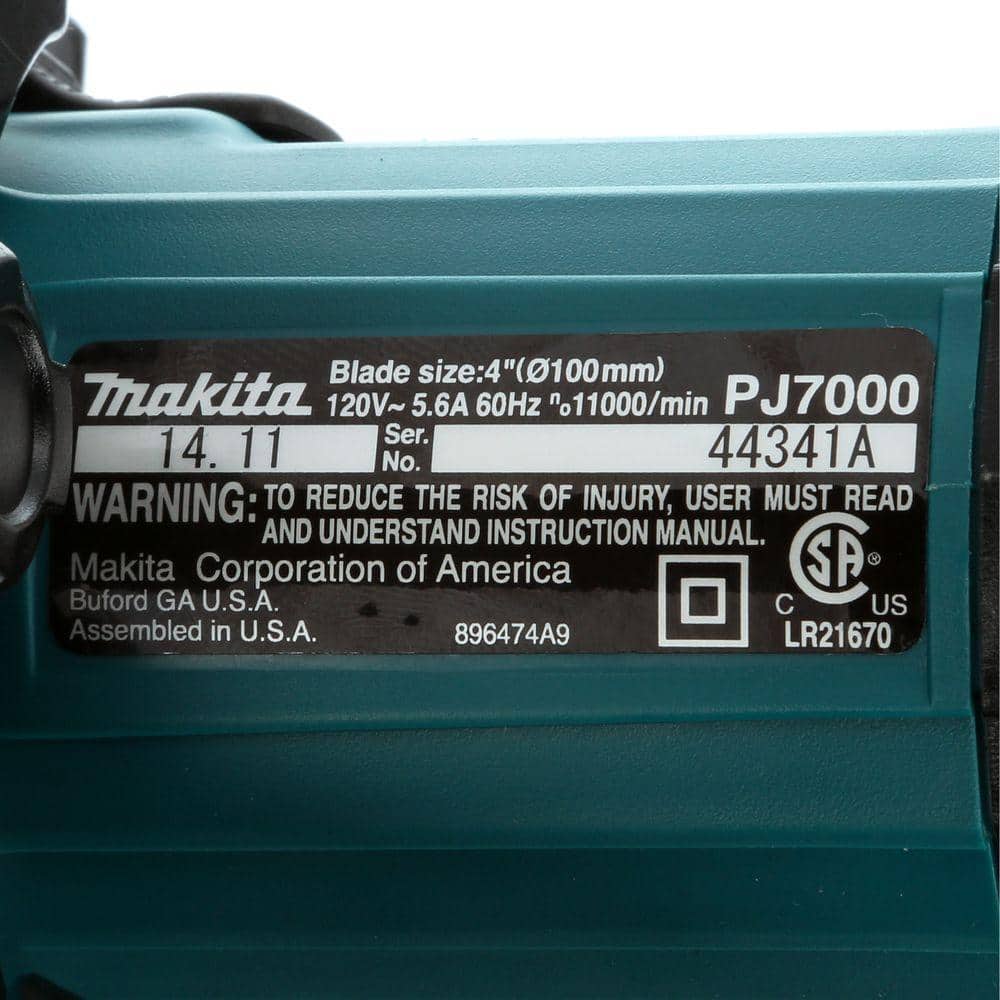 makita Blade size:4"(Ø100mm)
120V~ 5.6A 60Hz no11000/min PJ7000
14. 11 Ser. No. 44341A
WARNING: TO REDUCE THE RISK OF INJURY, USER MUST READ
AND UNDERSTAND INSTRUCTION MANUAL.
Makita Corporation of America
Buford GA U.S.A.
Assembled in U.S.A. 896474A9
SA ®
C US
LR21670